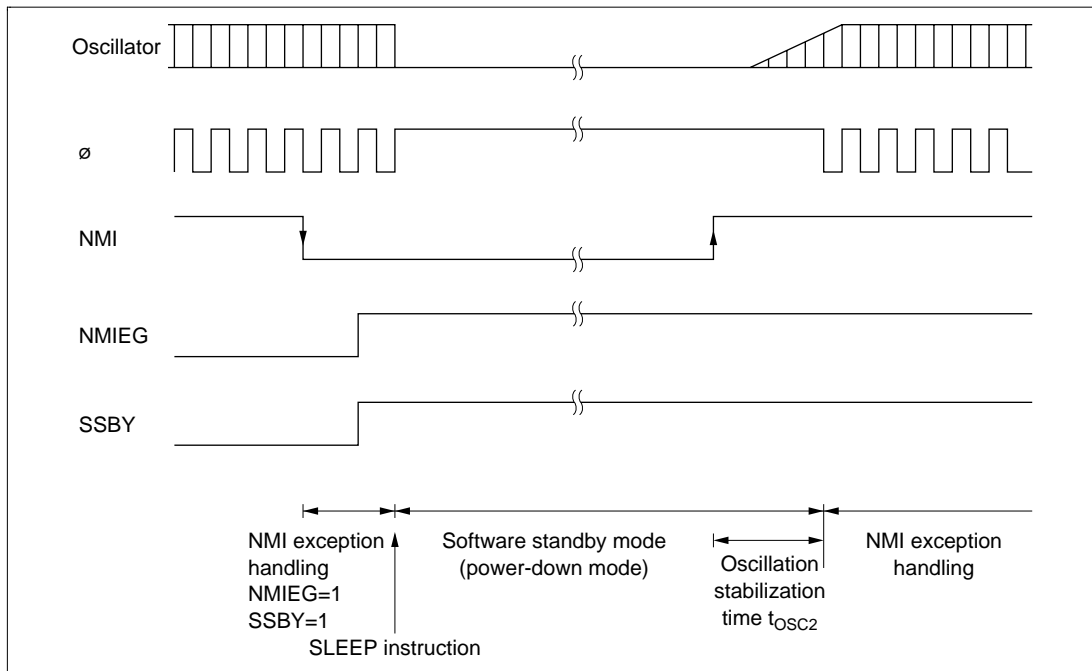 Oscillator
ø
NMI
NMIEG
SSBY
NMI exception
handling
NMIEG=1
SSBY=1
SLEEP instruction
Software standby mode
(power-down mode)
Oscillation
stabilization
time tOSC2
NMI exception
handling